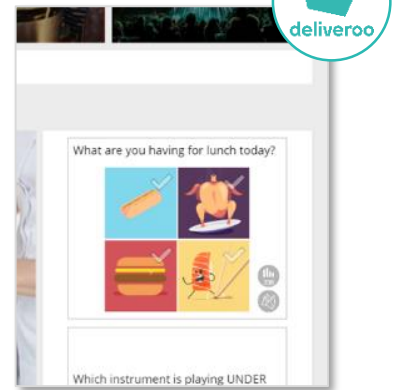 deliveroo
What are you having for lunch today?
Which instrument is playing UNDER